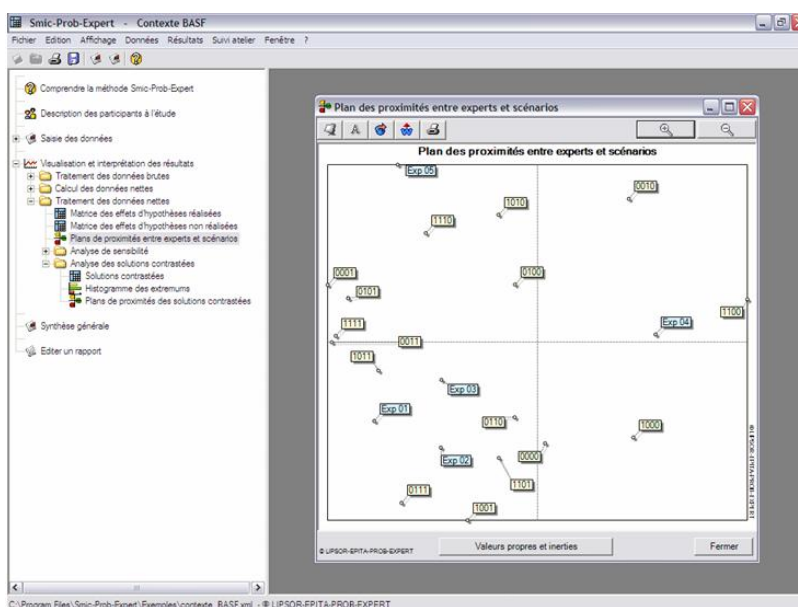 Smic-Prob-Expert - Contexte BASF
Fichier Edition Affichage Données Résultats Suivi atelier Fenêtre ?
Comprendre la méthode Smic-Prob-Expert
Description des participants à l'étude
Saisie des données
Visualisation et interprétation des résultats
Traitement des données brutes
Calcul des données nettes
Traitement des données nettes
Matrice des effets d'hypothèses réalisées
Matrice des effets d'hypothèses non réalisées
Plans de proximités entre experts et scénarios
Analyse de sensibilité
Analyse des solutions contrastées
Solutions contrastées
Histogramme des extremums
Plans de proximités des solutions contrastées
Synthèse générale
Editer un rapport
Plan des proximités entre experts et scénarios
A
Plan des proximités entre experts et scénarios
Exp 05
0010
1010
1110
0001
0100
0101
1100
1111
Exp 04
0011
1011
Exp 03
Exp 01
0110
1000
Exp 02
0000
1101
0111
1001
©LIPSOR-EPITA-PROB-EXPERT
© LIPSOR-EPITA-PROB-EXPERT
Valeurs propres et inerties
Fermer
C:\Program Files\Smic-Prob-Expert\Exemples\contexte_BASF.xml - © LIPSOR-EPITA-PROB-EXPERT